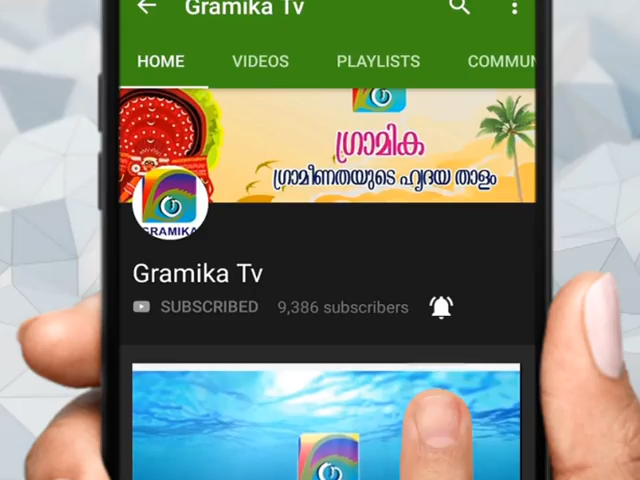 Gramika Tv
HOME VIDEOS PLAYLISTS COMMUN
ഗ്രാമിക
ഗ്രാമീണതയുടെ ഹൃദയ താളം
GRAMIKA
Gramika Tv
SUBSCRIBED 9,386 subscribers